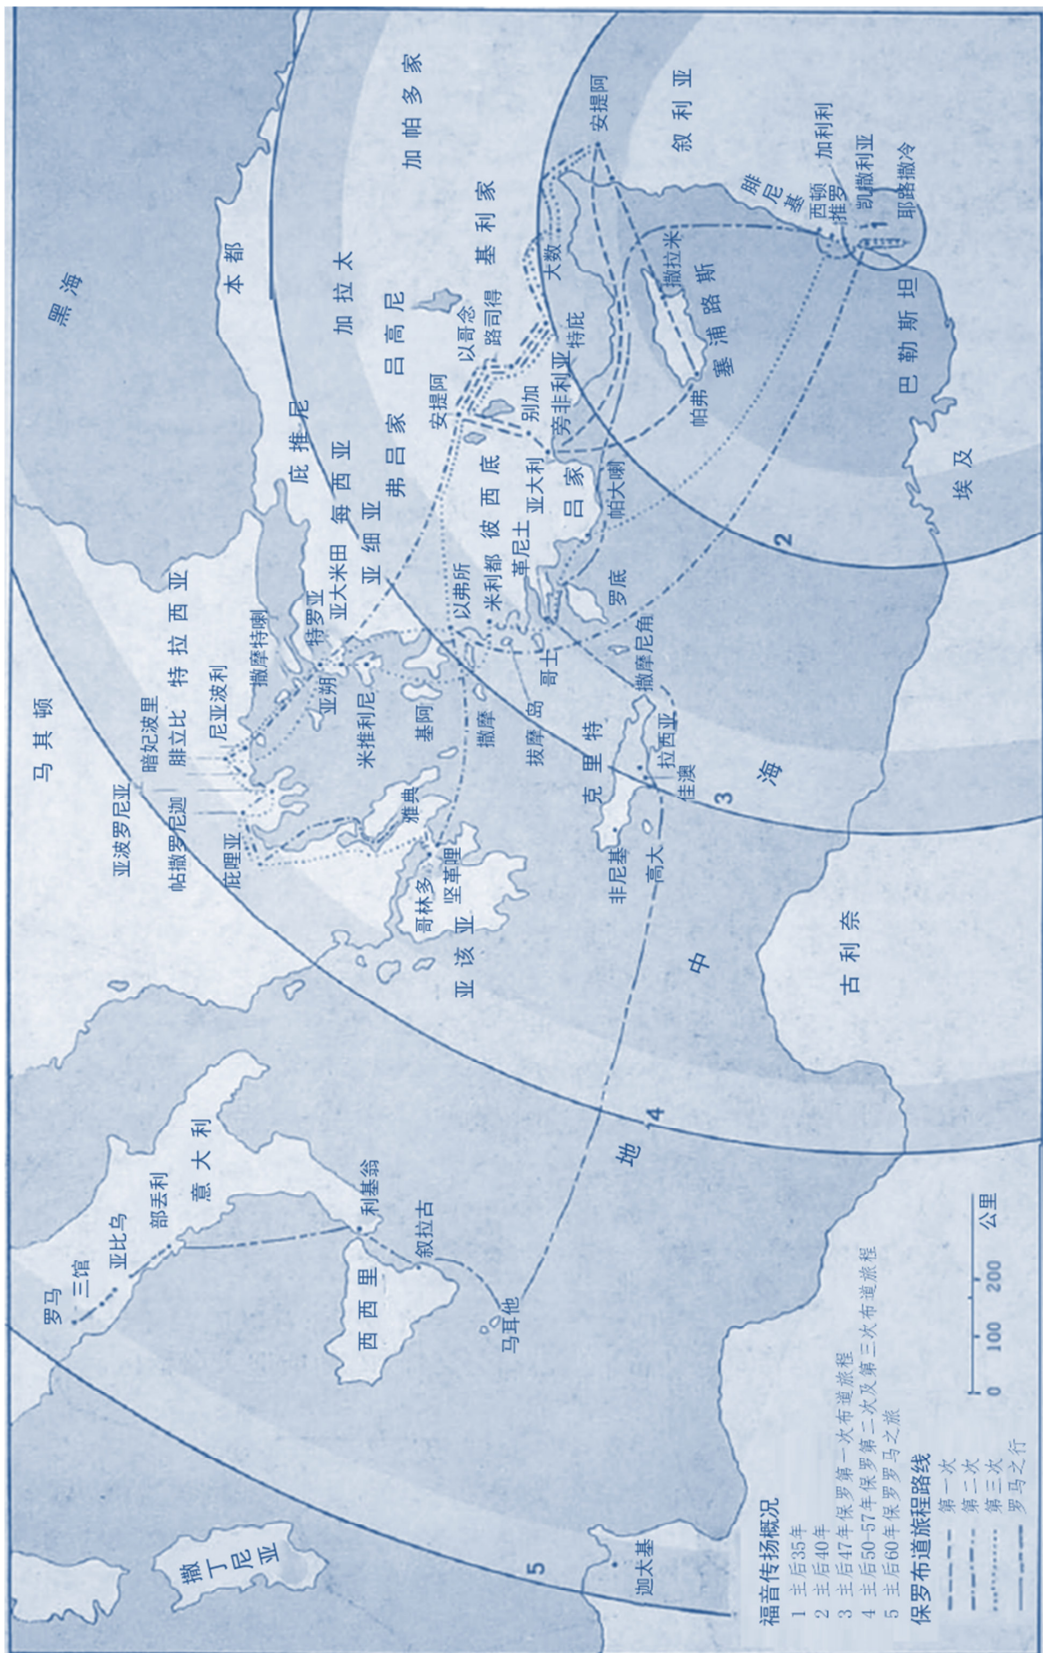 黑海
马其顿
特拉西亚
本都
加帕多家
加拉太
庇推尼
每西亚
亚细亚
弗吕家
吕高尼
基利家
叙利亚
彼西底
吕家
旁非利亚
亚该亚
意大利
西西里
撒丁尼亚
克里特
塞浦路斯
腓尼基
巴勒斯坦
埃及
古利奈
地中海
亚波罗尼亚
暗妃波里
腓立比
尼亚波利
帖撒罗尼迦
庇哩亚
撒摩特喇
特罗亚
亚大米田
亚朔
米推利尼
基阿
撒摩
拔摩岛
雅典
哥林多
坚革哩
以弗所
米利都
革尼土
哥士
罗底
帕大喇
亚大利
别加
安提阿
以哥念
路司得
特庇
大数
安提阿
撒拉米
帕弗
西顿
推罗
加利利
凯撒利亚
耶路撒冷
撒摩尼角
拉西亚
佳澳
非尼基
高大
罗马
三馆
亚比乌
部丢利
利基翁
叙拉古
马耳他
迦太基
1
2
3
4
5
福音传扬概况
1 主后35年
2 主后40年
3 主后47年保罗第一次布道旅程
4 主后50-57年保罗第二次及第三次布道旅程
5 主后60年保罗罗马之旅
保罗布道旅程路线
第一次
第二次
第三次
罗马之行
0 100 200 公里